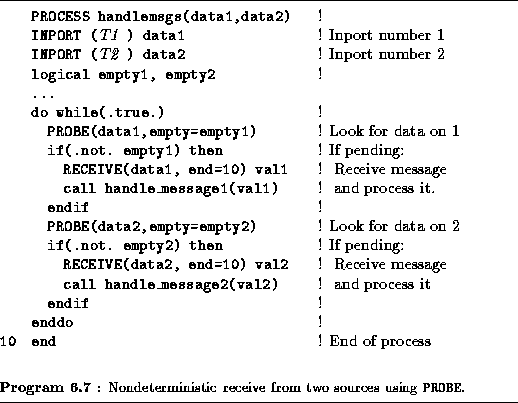 PROCESS handlemsgs(data1,data2) !
INPORT (T1 ) data1 ! Inport number 1
INPORT (T2 ) data2 ! Inport number 2
logical empty1, empty2 !
...
do while(.true.) !
PROBE(data1,empty=empty1) ! Look for data on 1
if(.not. empty1) then ! If pending:
RECEIVE(data1, end=10) val1 ! Receive message
call handle_message1(val1) ! and process it.
endif !
PROBE(data2,empty=empty2) ! Look for data on 2
if(.not. empty2) then ! If pending:
RECEIVE(data2, end=10) val2 ! Receive message
call handle_message2(val2) ! and process it
endif !
enddo !
10 end ! End of process
Program 6.7 : Nondeterministic receive from two sources using PROBE.